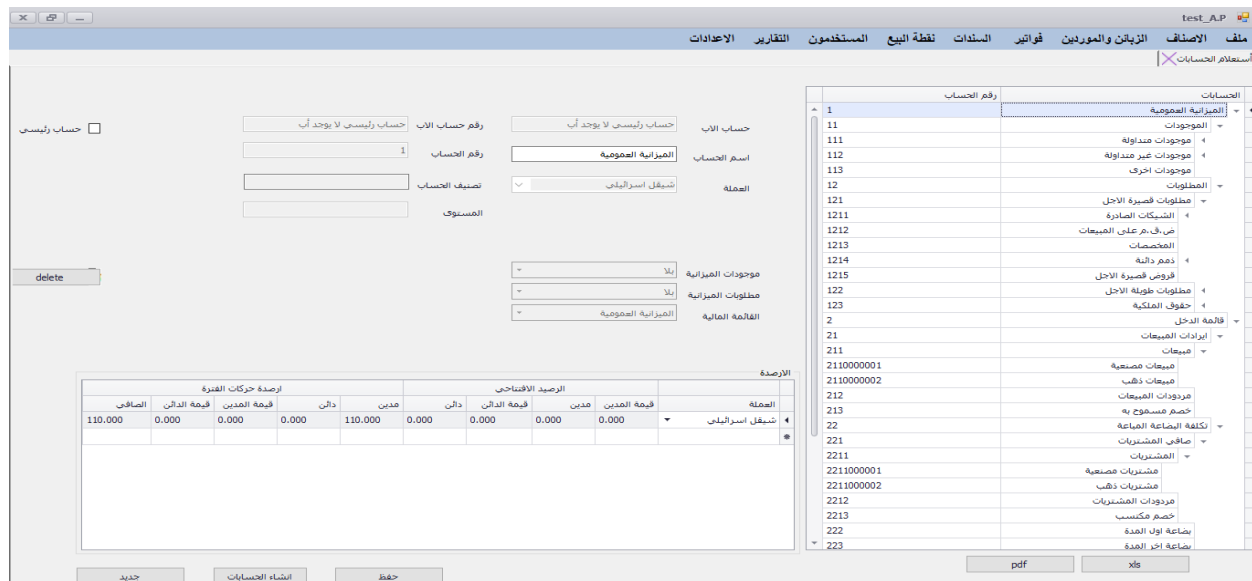 test_A.P
ملف الاصناف الزبائن والموردين فواتير السندات نقطة البيع المستخدمون التقارير الاعدادات
أستعلام الحسابات
الحسابات رقم الحساب
الميزانية العمومية 1
الموجودات 11
موجودات متداولة 111
موجودات غير متداولة 112
موجودات اخرى 113
المطلوبات 12
مطلوبات قصيرة الاجل 121
الشيكات الصادرة 1211
ض.ق.م على المبيعات 1212
المخصصات 1213
ذمم دائنة 1214
قروض قصيرة الاجل 1215
مطلوبات طويلة الاجل 122
حقوق الملكية 123
قائمة الدخل 2
ايرادات المبيعات 21
مبيعات 211
مبيعات مصنعية 2110000001
مبيعات ذهب 2110000002
مردودات المبيعات 212
خصم مسموح به 213
تكلفة البضاعة المباعة 22
صافي المشتريات 221
المشتريات 2211
مشتريات مصنعية 2211000001
مشتريات ذهب 2211000002
مردودات المشتريات 2212
خصم مكتسب 2213
بضاعة اول المدة 222
بضاعة اخر المدة 223
xls pdf
حساب الاب حساب رئيسي لا يوجد أب رقم حساب الاب حساب رئيسي لا يوجد أب حساب رئيسي
اسم الحساب الميزانية العمومية رقم الحساب 1
العملة شيقل اسرائيلي تصنيف الحساب
المستوى
delete
موجودات الميزانية بلا
مطلوبات الميزانية بلا
القائمة المالية الميزانية العمومية
الارصدة
الرصيد الافتتاحي ارصدة حركات الفترة
العملة قيمة المدين مدين قيمة الدائن دائن مدين دائن قيمة المدين قيمة الدائن الصافي
شيقل اسرائيلي 0.000 0.000 0.000 0.000 110.000 0.000 0.000 0.000 110.000
حفظ انشاء الحسابات جديد